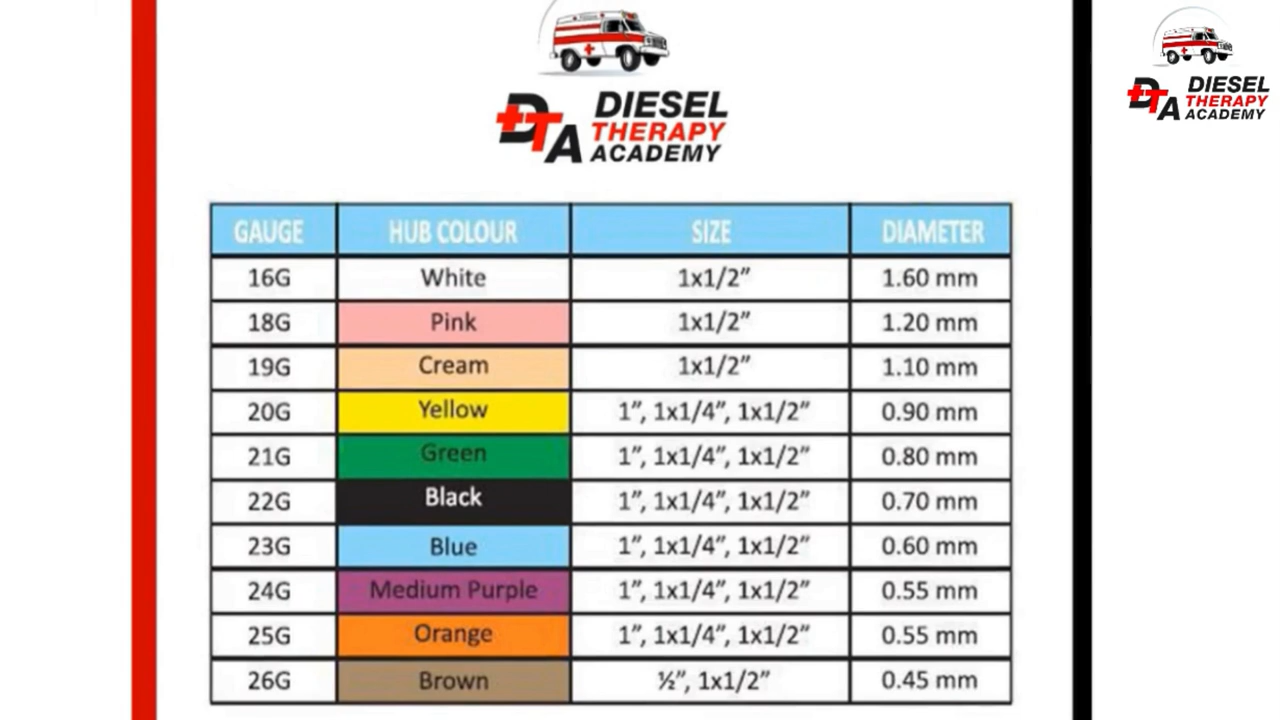 DTA DIESEL THERAPY ACADEMY
DTA DIESEL THERAPY ACADEMY
GAUGE HUB COLOUR SIZE DIAMETER
16G White 1x1/2” 1.60 mm
18G Pink 1x1/2” 1.20 mm
19G Cream 1x1/2” 1.10 mm
20G Yellow 1”, 1x1/4”, 1x1/2” 0.90 mm
21G Green 1”, 1x1/4”, 1x1/2” 0.80 mm
22G Black 1”, 1x1/4”, 1x1/2” 0.70 mm
23G Blue 1”, 1x1/4”, 1x1/2” 0.60 mm
24G Medium Purple 1”, 1x1/4”, 1x1/2” 0.55 mm
25G Orange 1”, 1x1/4”, 1x1/2” 0.55 mm
26G Brown ½”, 1x1/2” 0.45 mm